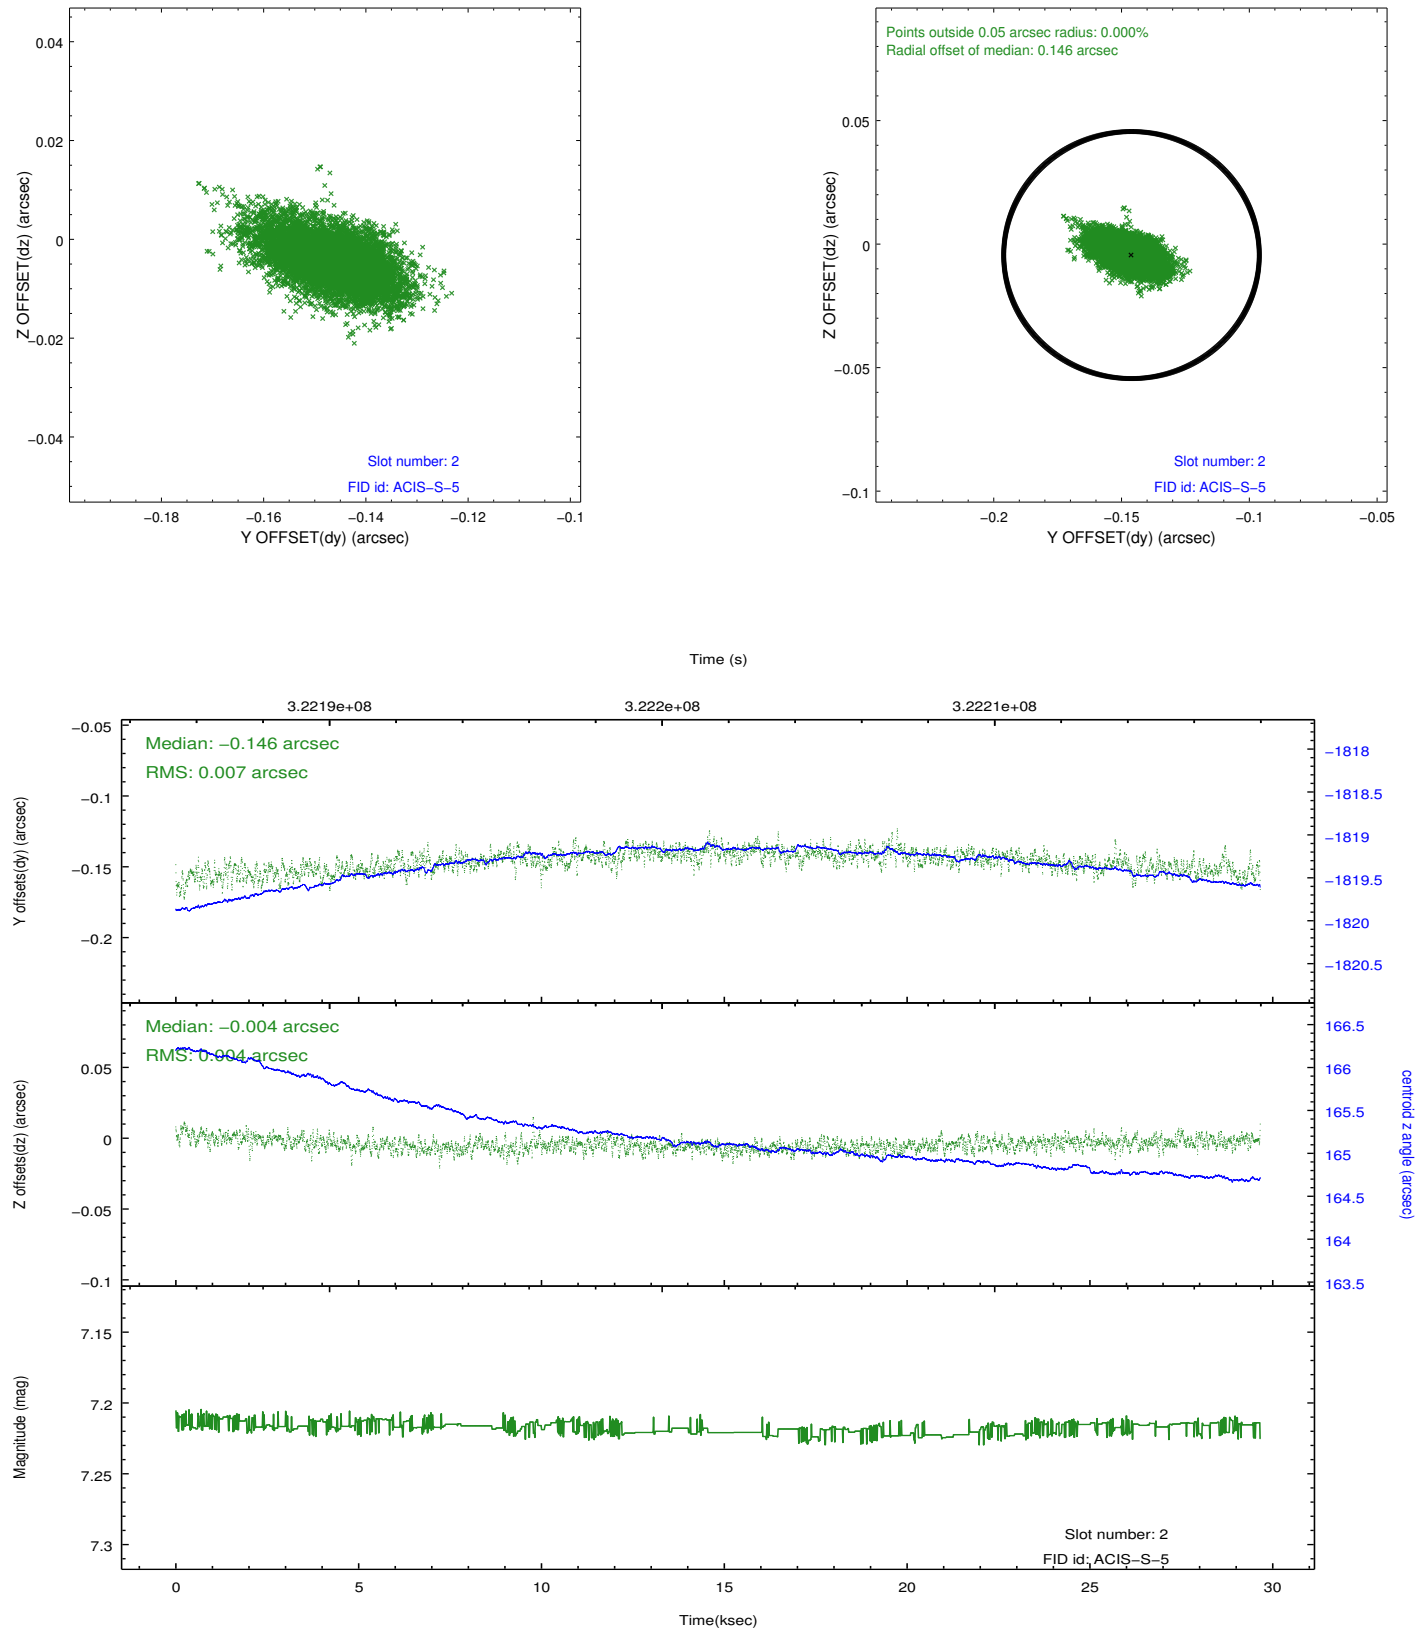 0.04
0.02
0
−0.02
−0.04
Z OFFSET(dz) (arcsec)
Slot number: 2
FID id: ACIS−S−5
−0.18
−0.16
−0.14
−0.12
−0.1
Y OFFSET(dy) (arcsec)
Points outside 0.05 arcsec radius: 0.000%
Radial offset of median: 0.146 arcsec
0.05
0
−0.05
−0.1
Z OFFSET(dz) (arcsec)
Slot number: 2
FID id: ACIS−S−5
−0.2
−0.15
−0.1
−0.05
Y OFFSET(dy) (arcsec)
Time (s)
3.2219e+08
3.222e+08
3.2221e+08
Median: −0.146 arcsec
RMS: 0.007 arcsec
−0.05
−0.1
−0.15
−0.2
Y offsets(dy) (arcsec)
−1818
−1818.5
−1819
−1819.5
−1820
−1820.5
Median: −0.004 arcsec
RMS: 0.004 arcsec
0.05
0
−0.05
−0.1
Z offsets(dz) (arcsec)
166.5
166
165.5
165
164.5
164
163.5
centroid z angle (arcsec)
7.15
7.2
7.25
7.3
Magnitude (mag)
Slot number: 2
FID id: ACIS−S−5
0
5
10
15
20
25
30
Time(ksec)